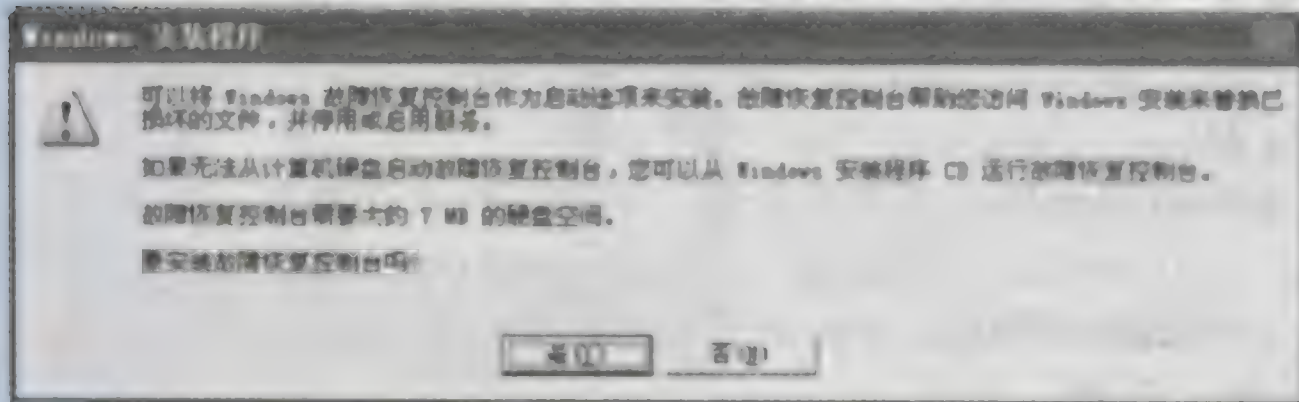 Windows 安装程序
可以将 Windows 故障恢复控制台作为启动选项来安装。故障恢复控制台帮助您访问 Windows 安装来替换已
损坏的文件，并停用或启用服务。
如果无法从计算机硬盘启动故障恢复控制台，您可以从 Windows 安装程序 CD 运行故障恢复控制台。
故障恢复控制台需要大约 7 MB 的硬盘空间。
要安装故障恢复控制台吗?
是(Y) 否(N)